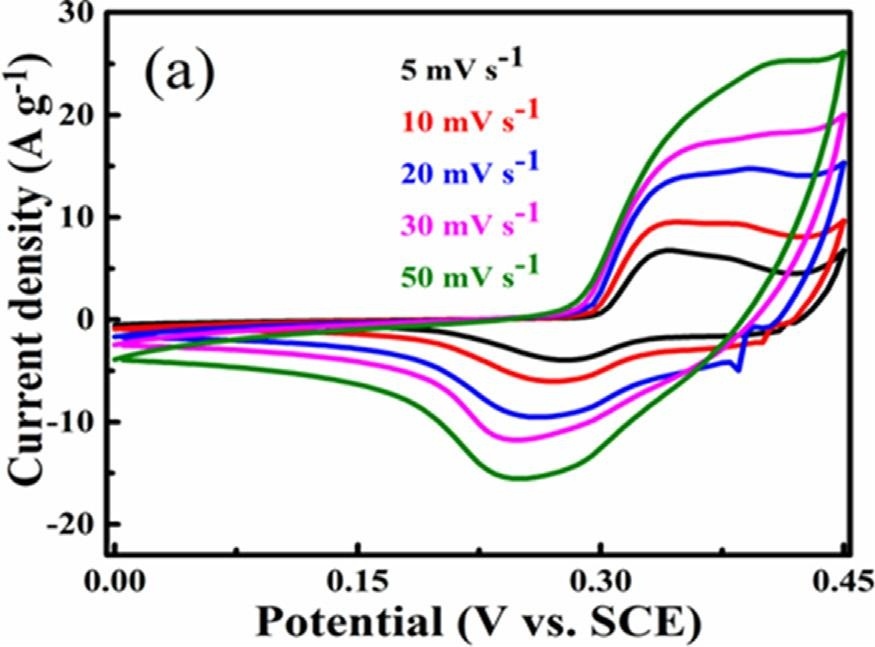 (a)
5 mV s⁻¹
10 mV s⁻¹
20 mV s⁻¹
30 mV s⁻¹
50 mV s⁻¹
Current density (A g⁻¹)
30
20
10
0
-10
-20
0.00 0.15 0.30 0.45
Potential (V vs. SCE)